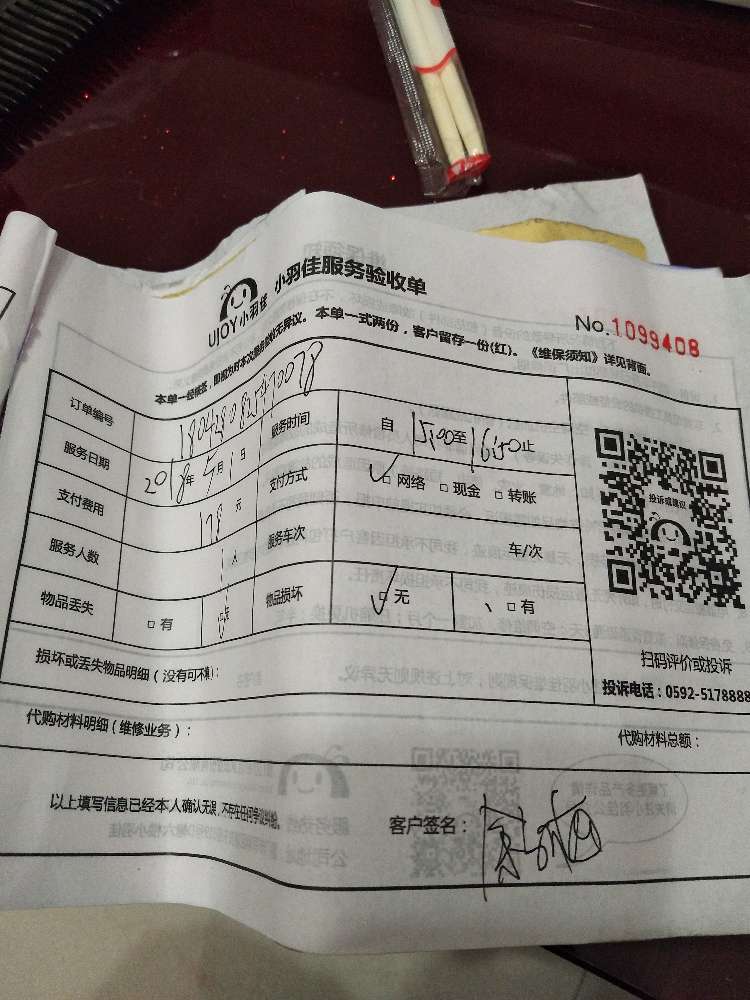 UJOY小羽佳 小羽佳服务验收单
No.1099408
本单一经核签,即视为对本次服务效果无异议。本单一式两份,客户留存一份(红)。《维保须知》详见背面。
订单编号
服务时间 自 15:00至16:50止
服务日期 2018年5月1日
支付方式 ✓□网络 □现金 □转账
支付费用 198元
服务车次 车/次
服务人数 1人
物品丢失 □有
物品损坏 ✓□无 □有
投诉或建议
扫码评价或投诉
投诉电话:0592-5178888
损坏或丢失物品明细(没有可不填):
代购材料明细(维修业务):
代购材料总额:
以上填写信息已经本人确认无误,不存在任何争议纠纷。
客户签名: